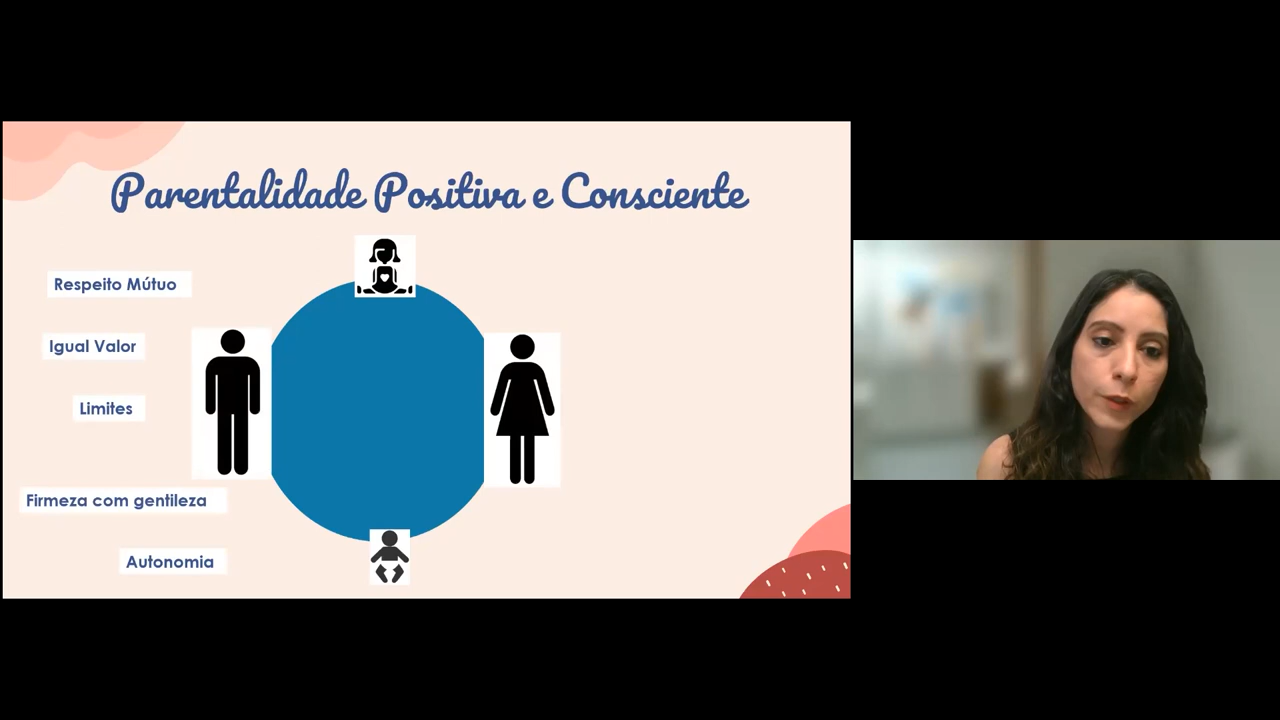 Parentalidade Positiva e Consciente
Respeito Mútuo
Igual Valor
Limites
Firmeza com gentileza
Autonomia